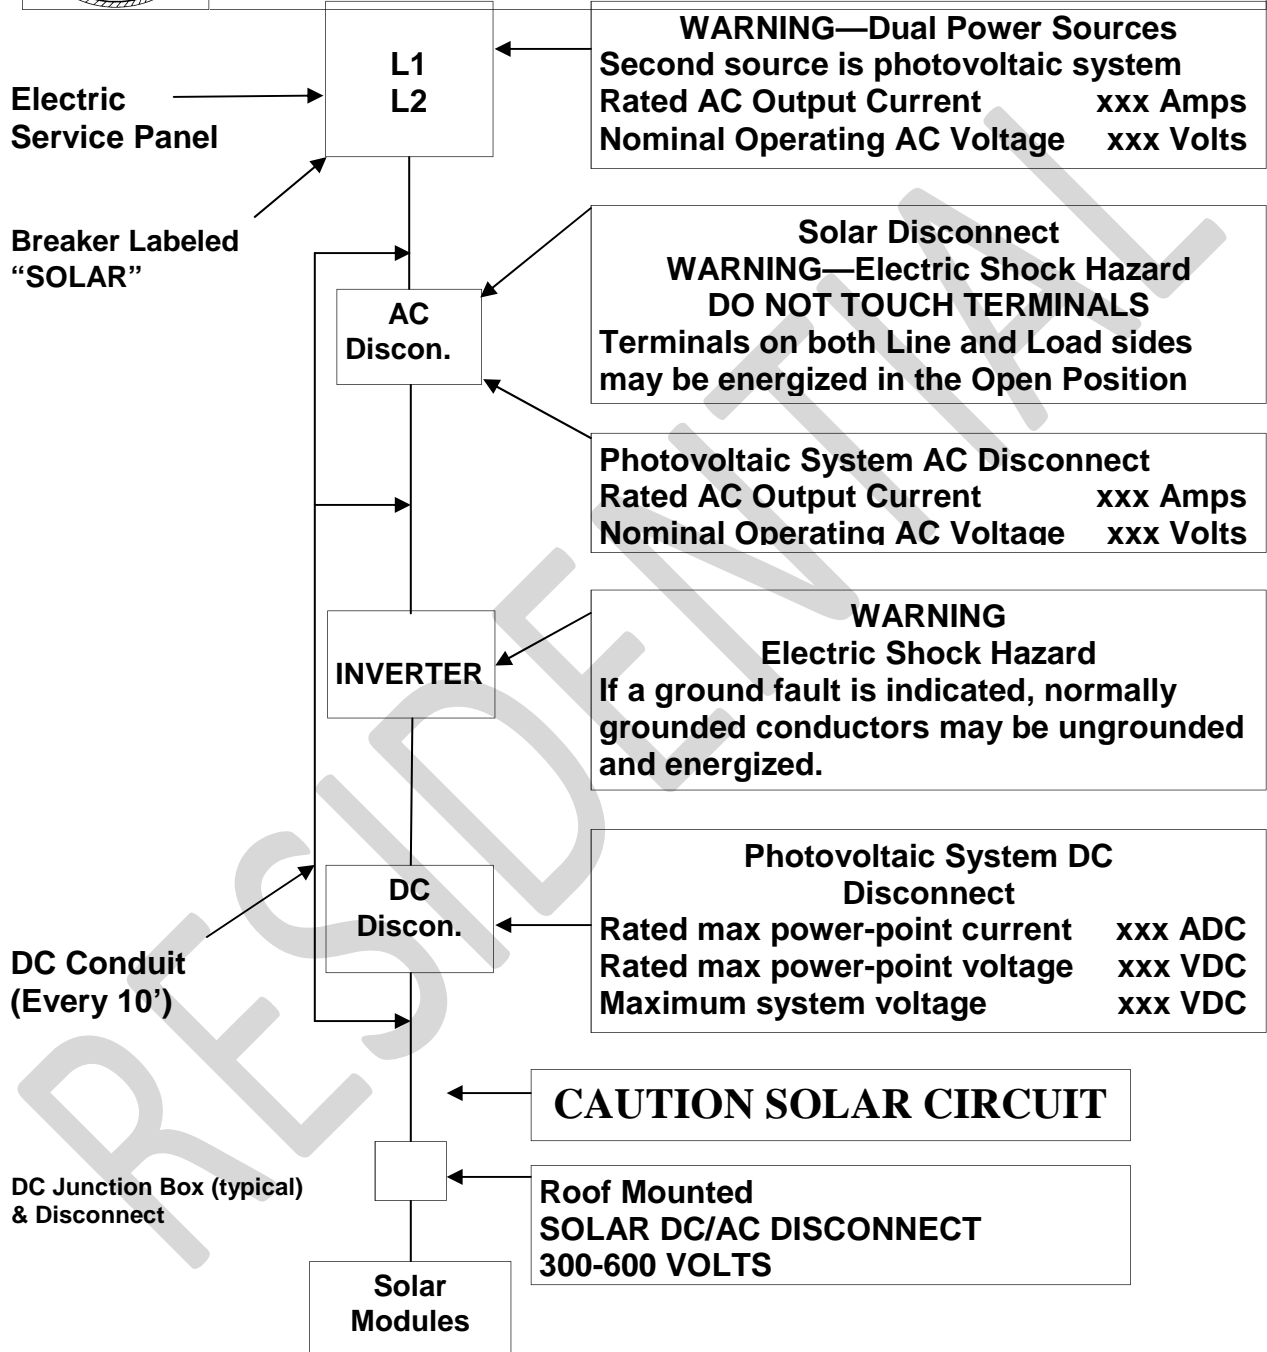 L1
L2
WARNING—Dual Power Sources
Second source is photovoltaic system
Rated AC Output Current xxx Amps
Nominal Operating AC Voltage xxx Volts
Electric
Service Panel
Breaker Labeled
“SOLAR”
Solar Disconnect
WARNING—Electric Shock Hazard
DO NOT TOUCH TERMINALS
Terminals on both Line and Load sides
may be energized in the Open Position
AC
Discon.
Photovoltaic System AC Disconnect
Rated AC Output Current xxx Amps
Nominal Operating AC Voltage xxx Volts
INVERTER
WARNING
Electric Shock Hazard
If a ground fault is indicated, normally
grounded conductors may be ungrounded
and energized.
DC
Discon.
Photovoltaic System DC
Disconnect
Rated max power-point current xxx ADC
Rated max power-point voltage xxx VDC
Maximum system voltage xxx VDC
DC Conduit
(Every 10’)
CAUTION SOLAR CIRCUIT
DC Junction Box (typical)
& Disconnect
Roof Mounted
SOLAR DC/AC DISCONNECT
300-600 VOLTS
Solar
Modules
RESIDENTIAL